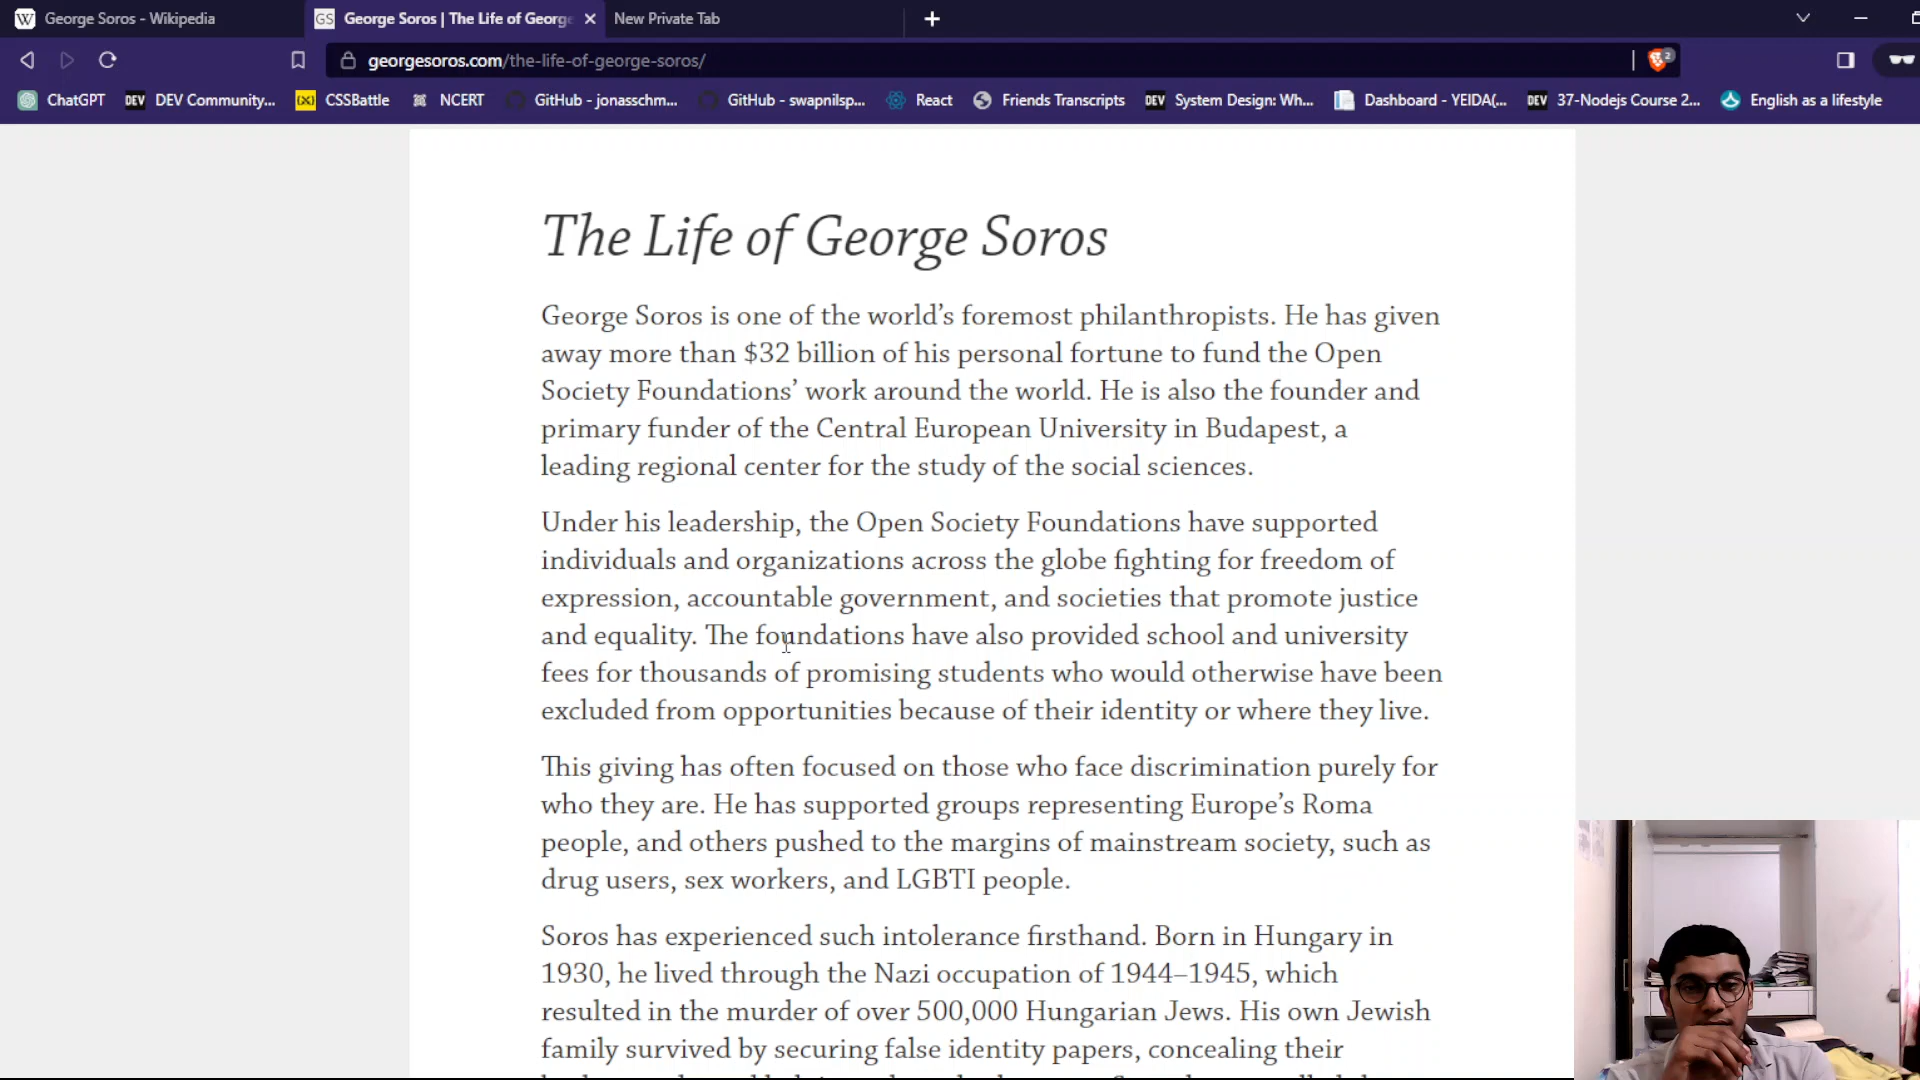 George Soros - Wikipedia
GS George Soros | The Life of Georg
New Private Tab
georgesoros.com/the-life-of-george-soros/
2
ChatGPT
DEV DEV Community...
CSSBattle
NCERT
GitHub - jonasschm...
GitHub - swapnilsp...
React
Friends Transcripts
DEV System Design: Wh...
Dashboard - YEIDA(...
DEV 37-Nodejs Course 2...
English as a lifestyle
The Life of George Soros
George Soros is one of the world’s foremost philanthropists. He has given
away more than $32 billion of his personal fortune to fund the Open
Society Foundations’ work around the world. He is also the founder and
primary funder of the Central European University in Budapest, a
leading regional center for the study of the social sciences.
Under his leadership, the Open Society Foundations have supported
individuals and organizations across the globe fighting for freedom of
expression, accountable government, and societies that promote justice
and equality. The foundations have also provided school and university
fees for thousands of promising students who would otherwise have been
excluded from opportunities because of their identity or where they live.
This giving has often focused on those who face discrimination purely for
who they are. He has supported groups representing Europe’s Roma
people, and others pushed to the margins of mainstream society, such as
drug users, sex workers, and LGBTI people.
Soros has experienced such intolerance firsthand. Born in Hungary in
1930, he lived through the Nazi occupation of 1944–1945, which
resulted in the murder of over 500,000 Hungarian Jews. His own Jewish
family survived by securing false identity papers, concealing their